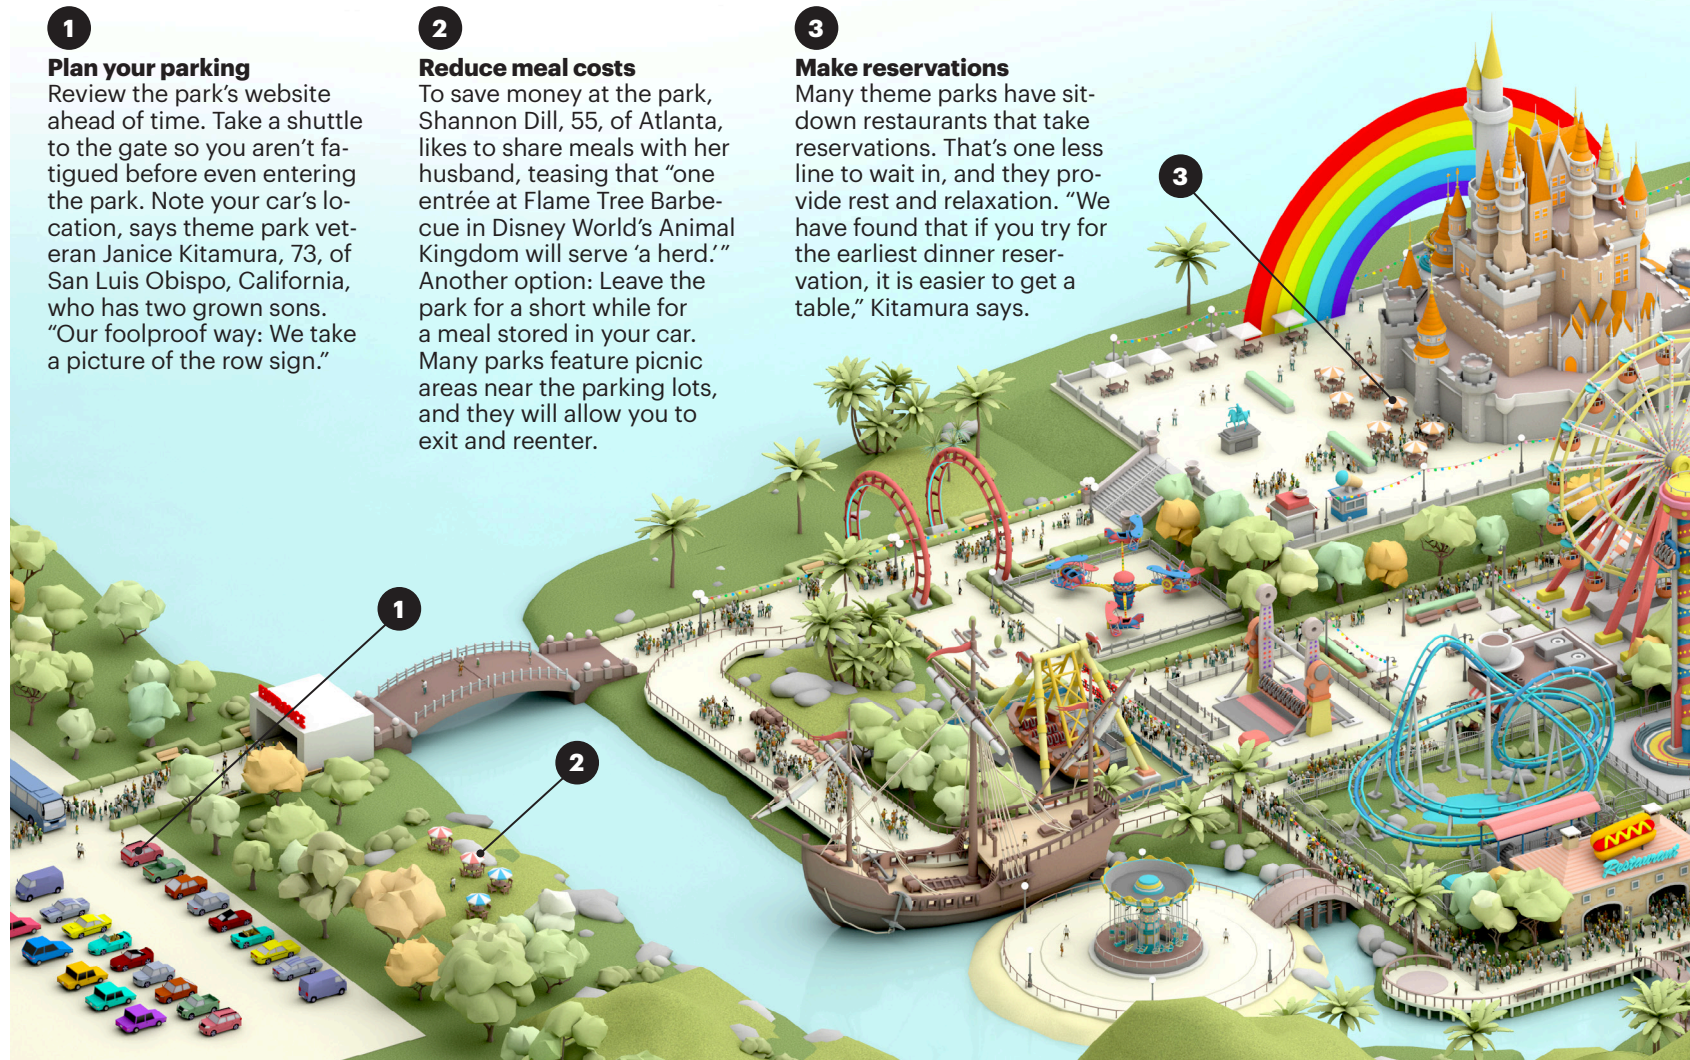 1
Plan your parking
Review the park’s website
ahead of time. Take a shuttle
to the gate so you aren’t fa-
tigued before even entering
the park. Note your car’s lo-
cation, says theme park vet-
eran Janice Kitamura, 73, of
San Luis Obispo, California,
who has two grown sons.
“Our foolproof way: We take
a picture of the row sign.”
2
Reduce meal costs
To save money at the park,
Shannon Dill, 55, of Atlanta,
likes to share meals with her
husband, teasing that “one
entrée at Flame Tree Barbe-
cue in Disney World’s Animal
Kingdom will serve ‘a herd.’”
Another option: Leave the
park for a short while for
a meal stored in your car.
Many parks feature picnic
areas near the parking lots,
and they will allow you to
exit and reenter.
3
Make reservations
Many theme parks have sit-
down restaurants that take
reservations. That’s one less
line to wait in, and they pro-
vide rest and relaxation. “We
have found that if you try for
the earliest dinner reser-
vation, it is easier to get a
table,” Kitamura says.
3
1
ENTRANCE
2
Restaurant